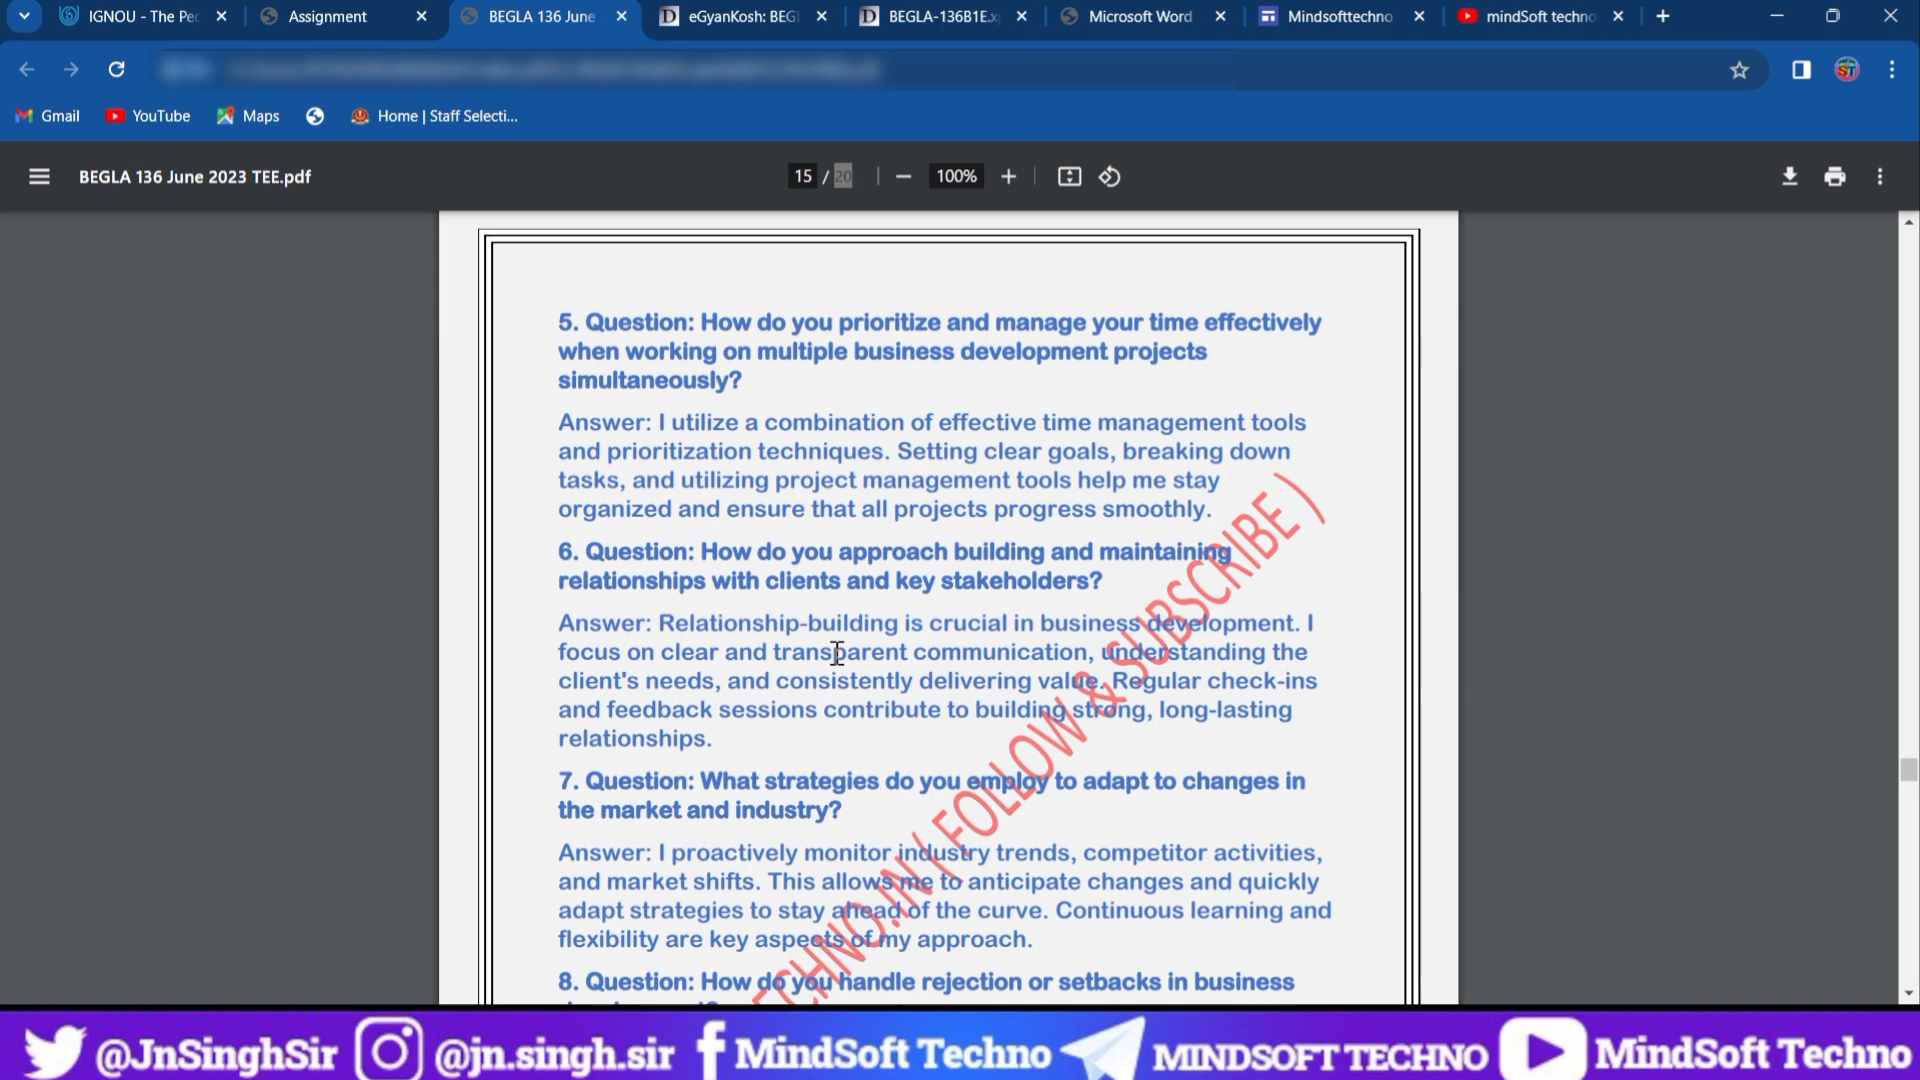 IGNOU - The Pec
Assignment
BEGLA 136 June
eGyanKosh: BEGI
BEGLA-136B1E.x
Microsoft Word
Mindsofttechno
mindSoft techno
Gmail
YouTube
Maps
Home | Staff Selecti...
BEGLA 136 June 2023 TEE.pdf
15 / 20
100%
5. Question: How do you prioritize and manage your time effectively
when working on multiple business development projects
simultaneously?
Answer: I utilize a combination of effective time management tools
and prioritization techniques. Setting clear goals, breaking down
tasks, and utilizing project management tools help me stay
organized and ensure that all projects progress smoothly.
6. Question: How do you approach building and maintaining
relationships with clients and key stakeholders?
Answer: Relationship-building is crucial in business development. I
focus on clear and transparent communication, understanding the
client's needs, and consistently delivering value. Regular check-ins
and feedback sessions contribute to building strong, long-lasting
relationships.
7. Question: What strategies do you employ to adapt to changes in
the market and industry?
Answer: I proactively monitor industry trends, competitor activities,
and market shifts. This allows me to anticipate changes and quickly
adapt strategies to stay ahead of the curve. Continuous learning and
flexibility are key aspects of my approach.
8. Question: How do you handle rejection or setbacks in business
TECHNO.IN ( FOLLOW & SUBSCRIBE )
@JnSinghSir
@jn.singh.sir
MindSoft Techno
MINDSOFT TECHNO
MindSoft Techno